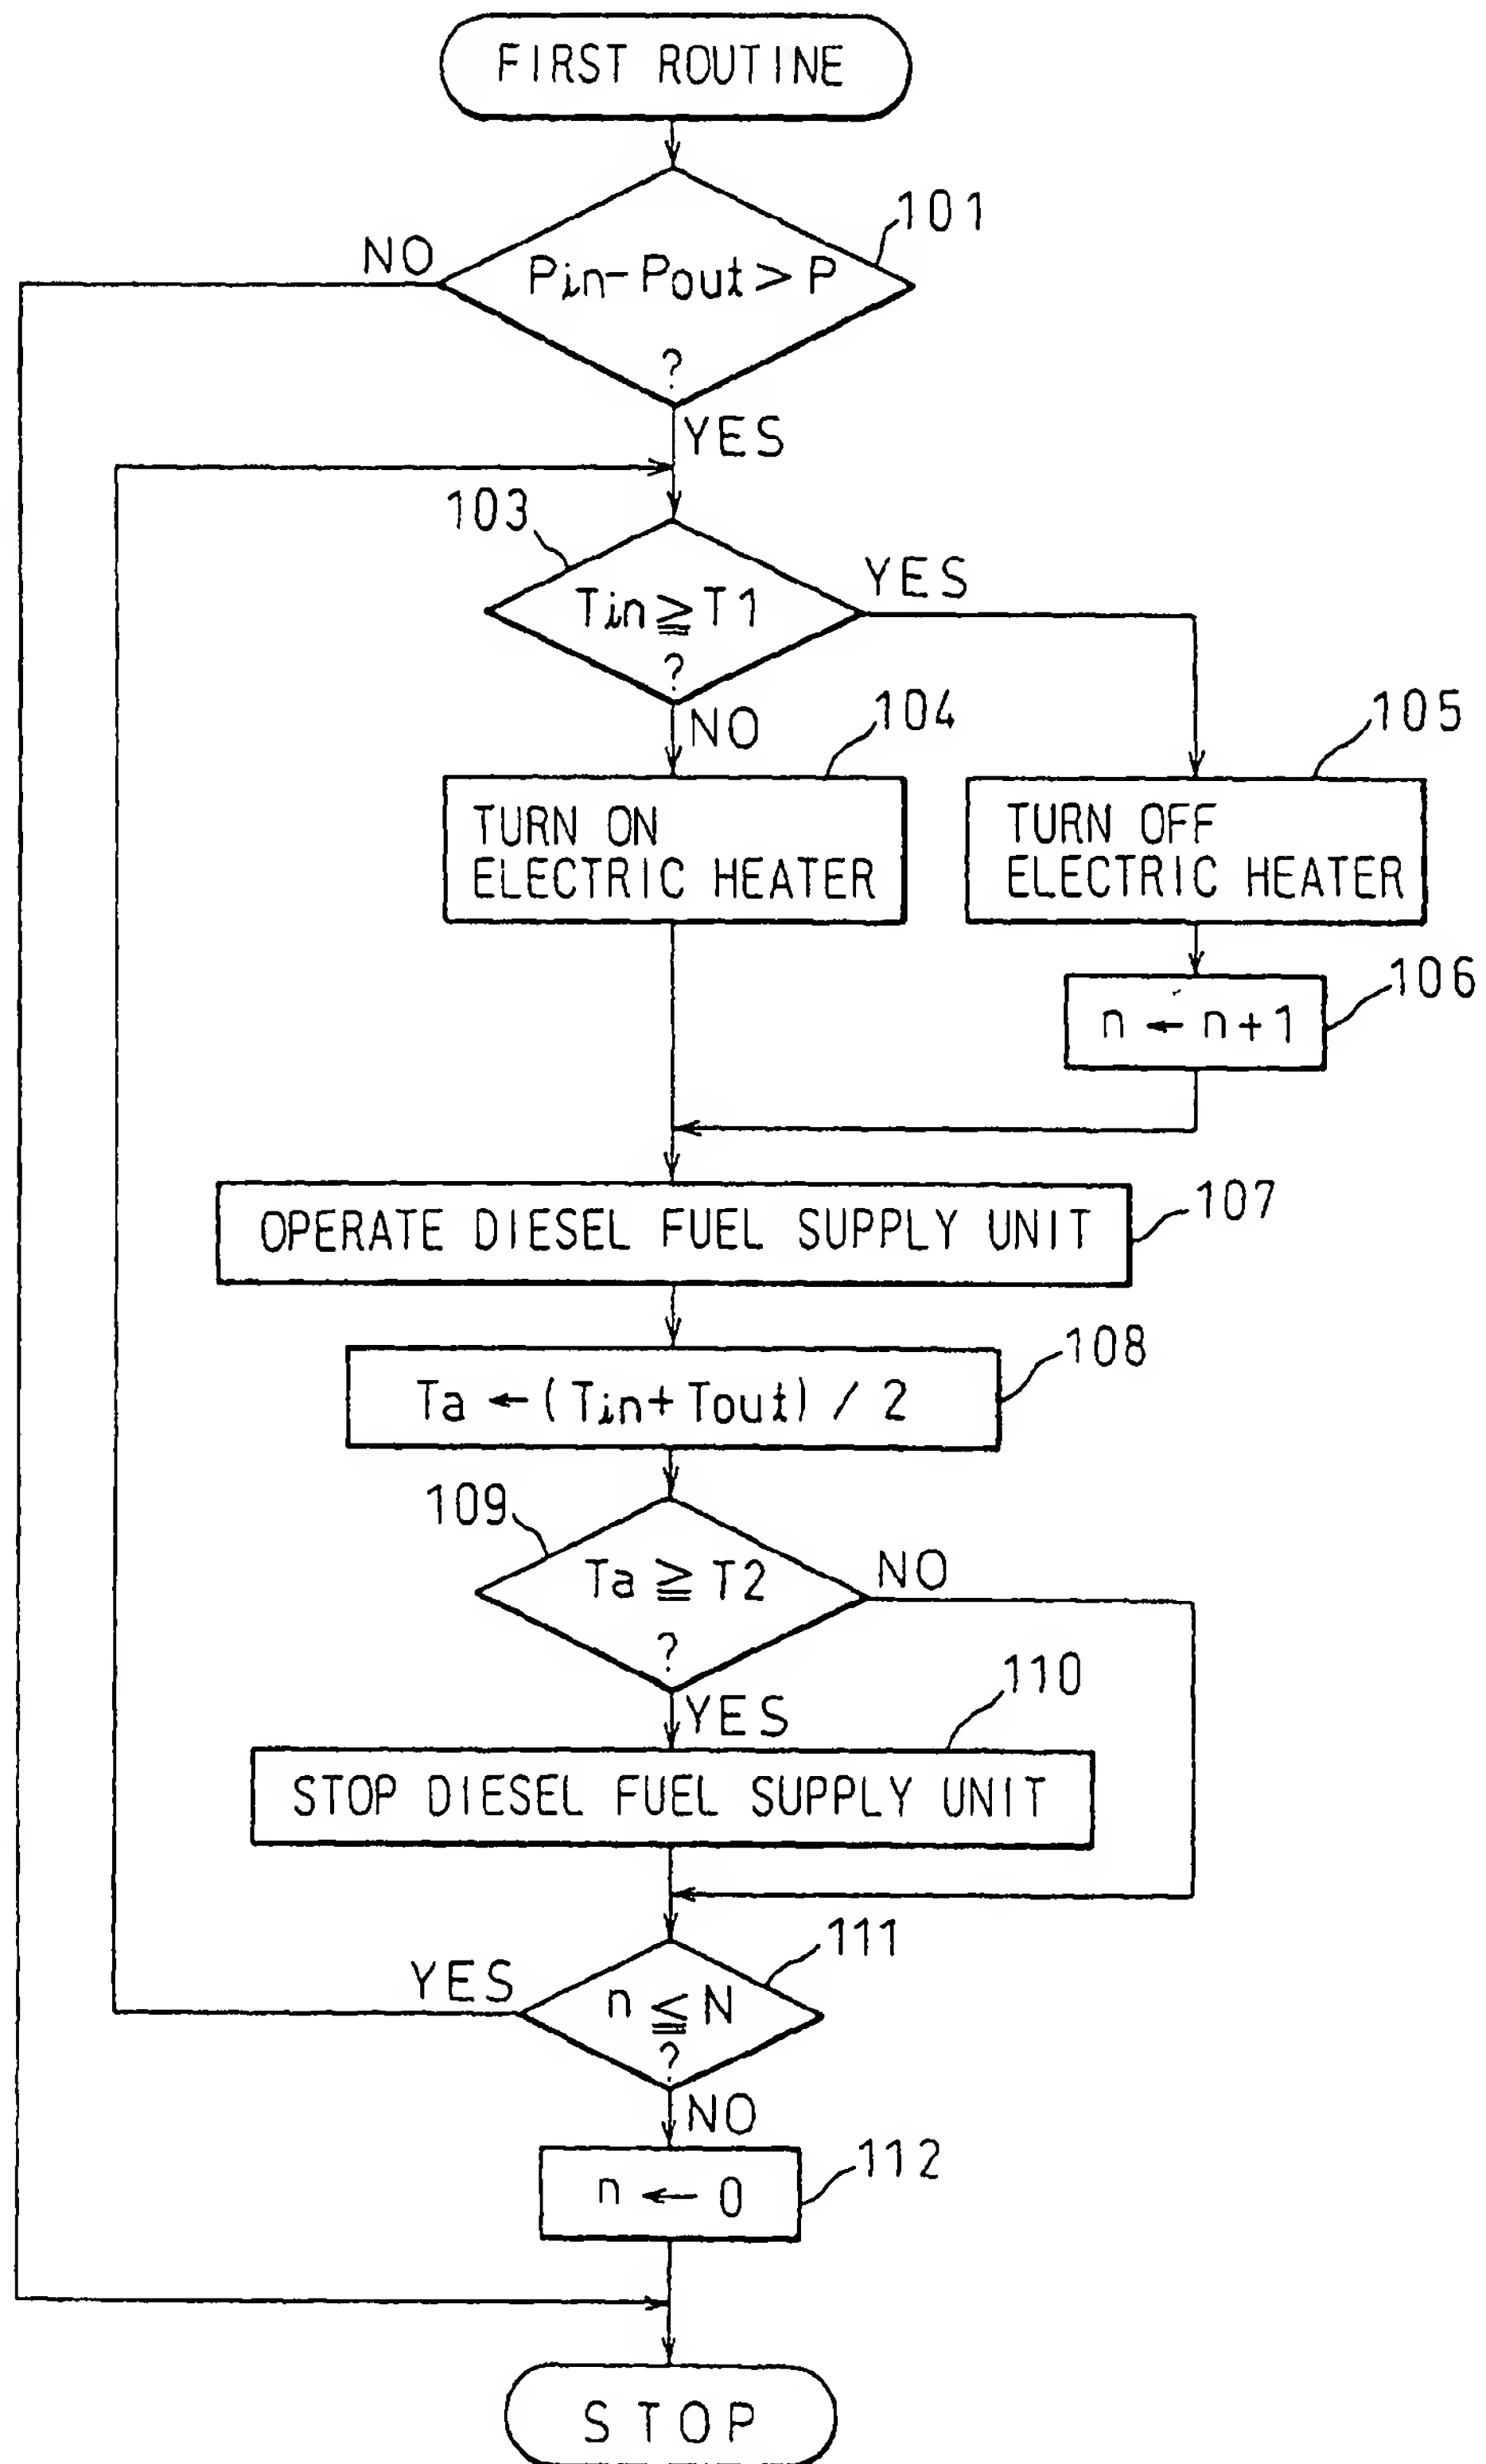 FIRST ROUTINE
101
NO
Pin-Pout > P
?
YES
103
Tin ≧ T1
?
YES
NO
104
105
TURN ON
ELECTRIC HEATER
TURN OFF
ELECTRIC HEATER
106
n ← n+1
OPERATE DIESEL FUEL SUPPLY UNIT
107
108
Ta ← (Tin+Tout) / 2
109
Ta ≧ T2
?
NO
YES
110
STOP DIESEL FUEL SUPPLY UNIT
111
YES
n ≦ N
?
NO
112
n ← 0
STOP